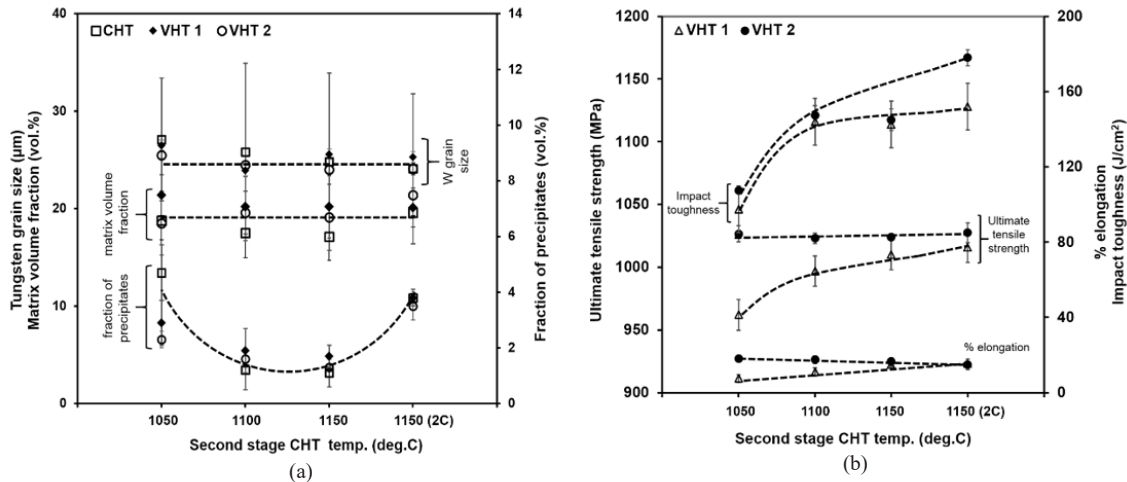 Tungsten grain size (µm)
Matrix volume fraction (vol.%)
40
30
20
10
0
CHT VHT 1 VHT 2
matrix volume
fraction
fraction of
precipitates
W grain
size
14
12
10
8
6
4
2
0
Fraction of precipitates (vol.%)
1050 1100 1150 1150 (2C)
Second stage CHT temp. (deg.C)
(a)
Ultimate tensile strength (MPa)
1200
1150
1100
1050
1000
950
900
VHT 1 VHT 2
Impact
toughness
Ultimate
tensile
strength
% elongation
200
160
120
80
40
0
% elongation
Impact toughness (J/cm²)
1050 1100 1150 1150 (2C)
Second stage CHT temp. (deg.C)
(b)